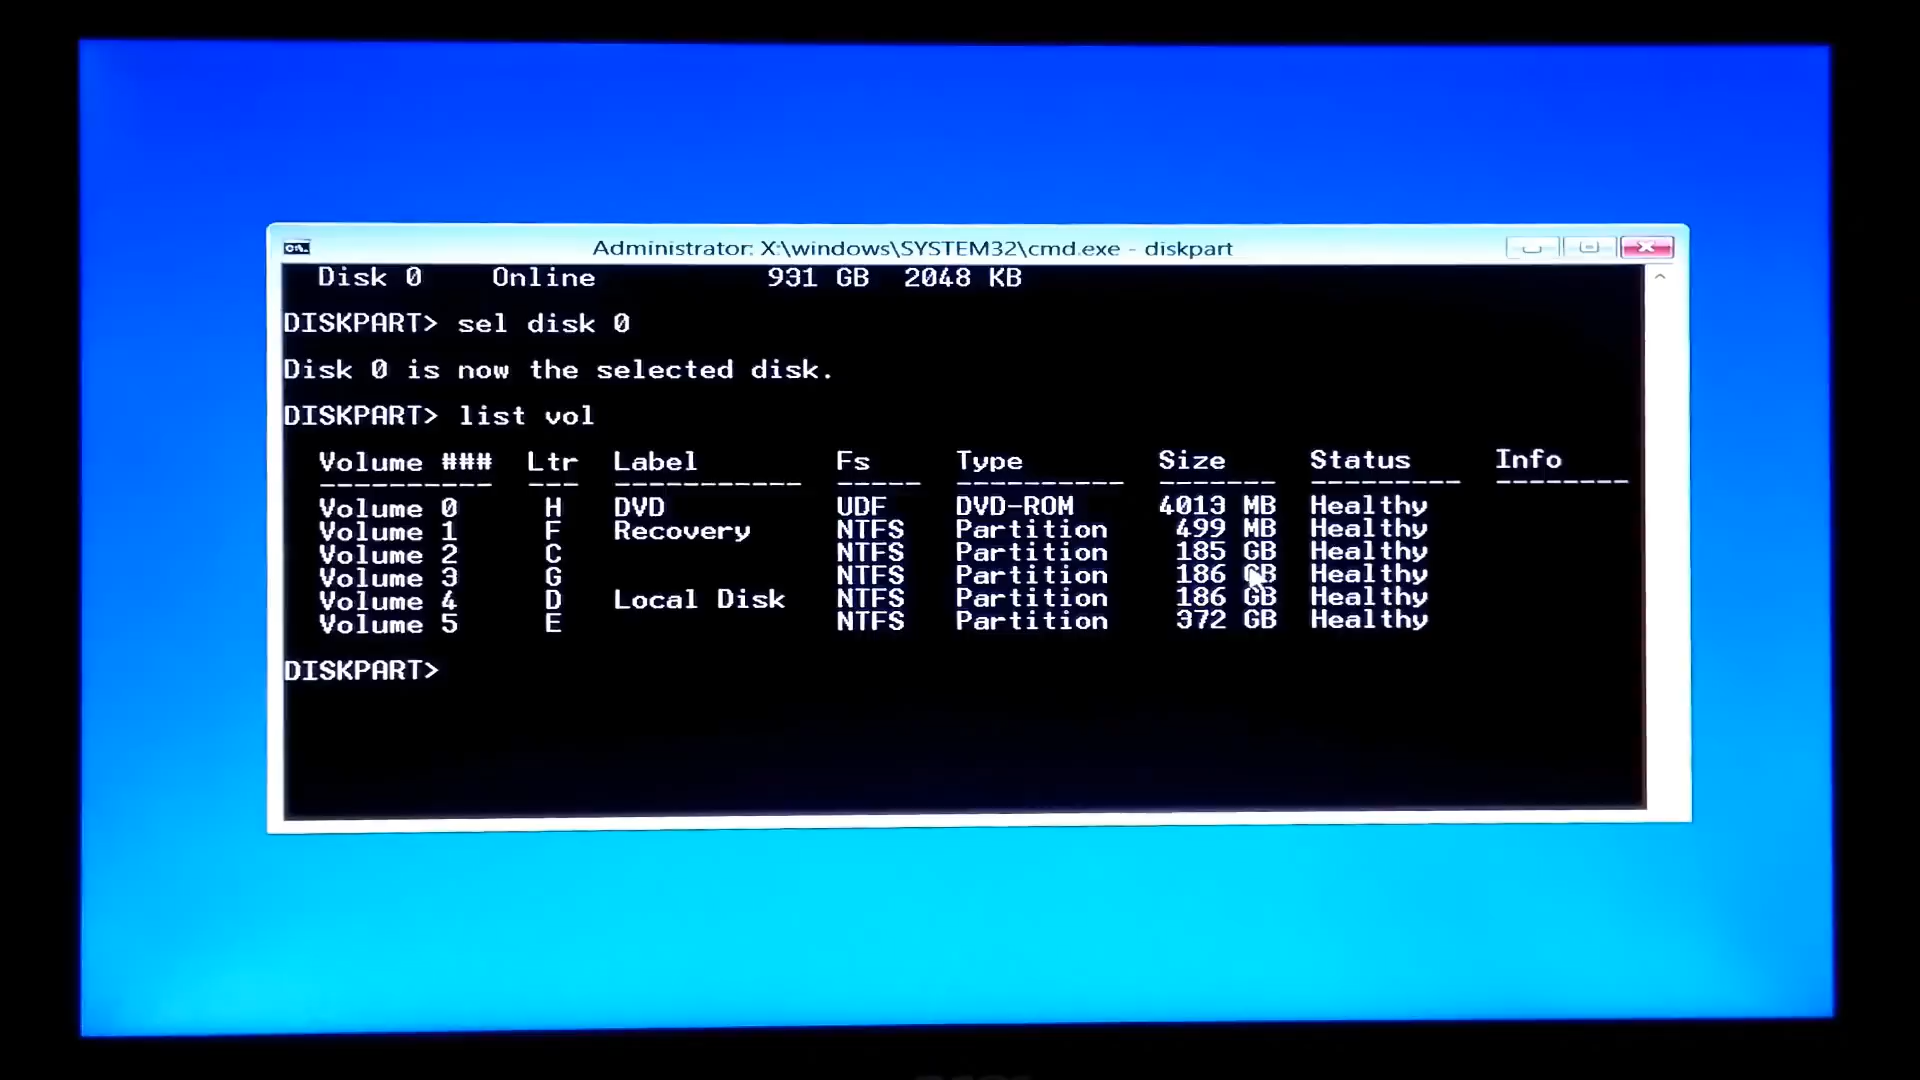 Administrator: X:\windows\SYSTEM32\cmd.exe - diskpart
Disk 0 Online 931 GB 2048 KB
DISKPART> sel disk 0
Disk 0 is now the selected disk.
DISKPART> list vol
Volume ### Ltr Label Fs Type Size Status Info
---------- --- ----------- ----- ---------- ------- --------- --------
Volume 0 H DVD UDF DVD-ROM 4013 MB Healthy
Volume 1 F Recovery NTFS Partition 499 MB Healthy
Volume 2 C NTFS Partition 185 GB Healthy
Volume 3 G NTFS Partition 186 GB Healthy
Volume 4 D Local Disk NTFS Partition 186 GB Healthy
Volume 5 E NTFS Partition 372 GB Healthy
DISKPART>